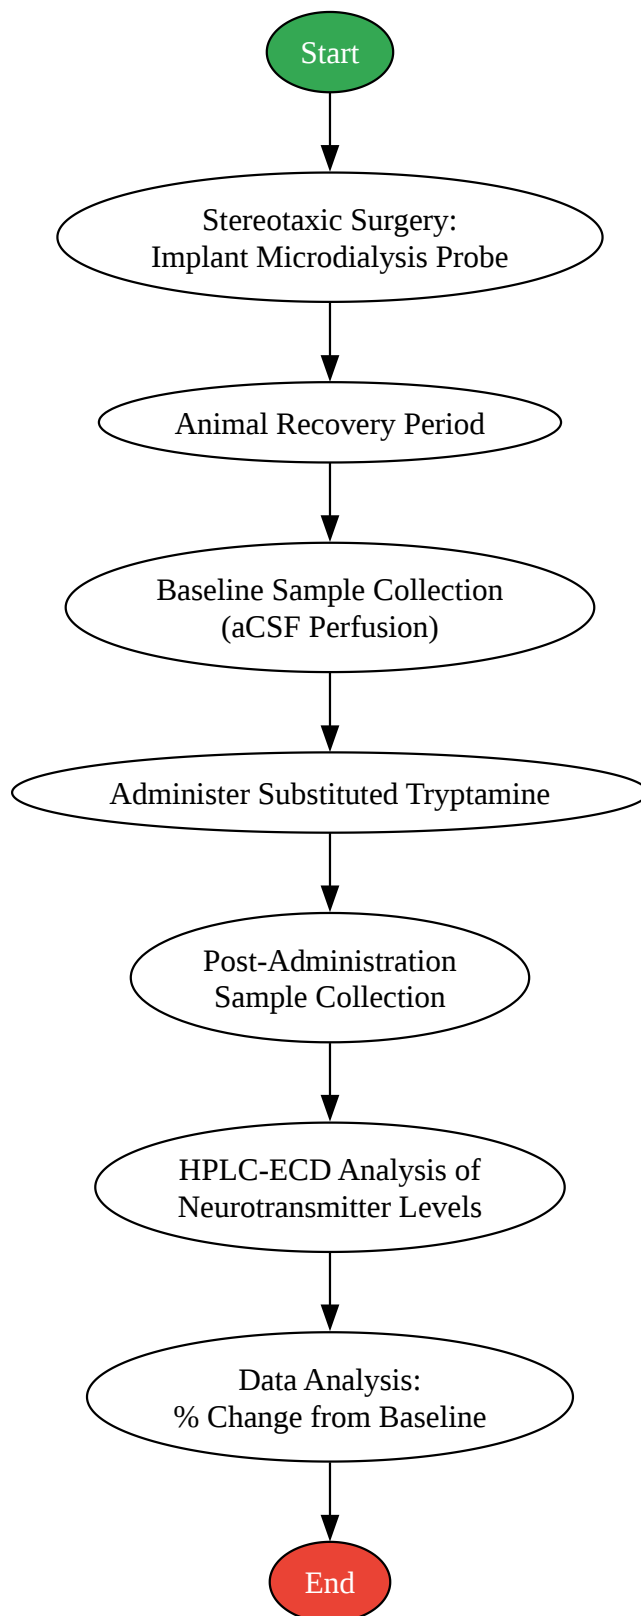 Start
Stereotaxic Surgery:
Implant Microdialysis Probe
Animal Recovery Period
Baseline Sample Collection
(aCSF Perfusion)
Administer Substituted Tryptamine
Post-Administration
Sample Collection
HPLC-ECD Analysis of
Neurotransmitter Levels
Data Analysis:
% Change from Baseline
End